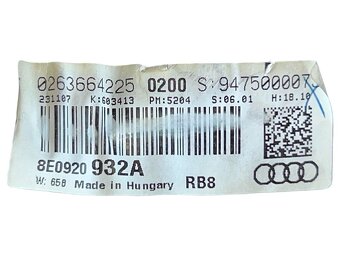 0263664225 0200 S:947500007
231107 K:603413 PM:5204 S:06.01 H:18.10
8E0920 932A
W: 658 Made in Hungary RB8